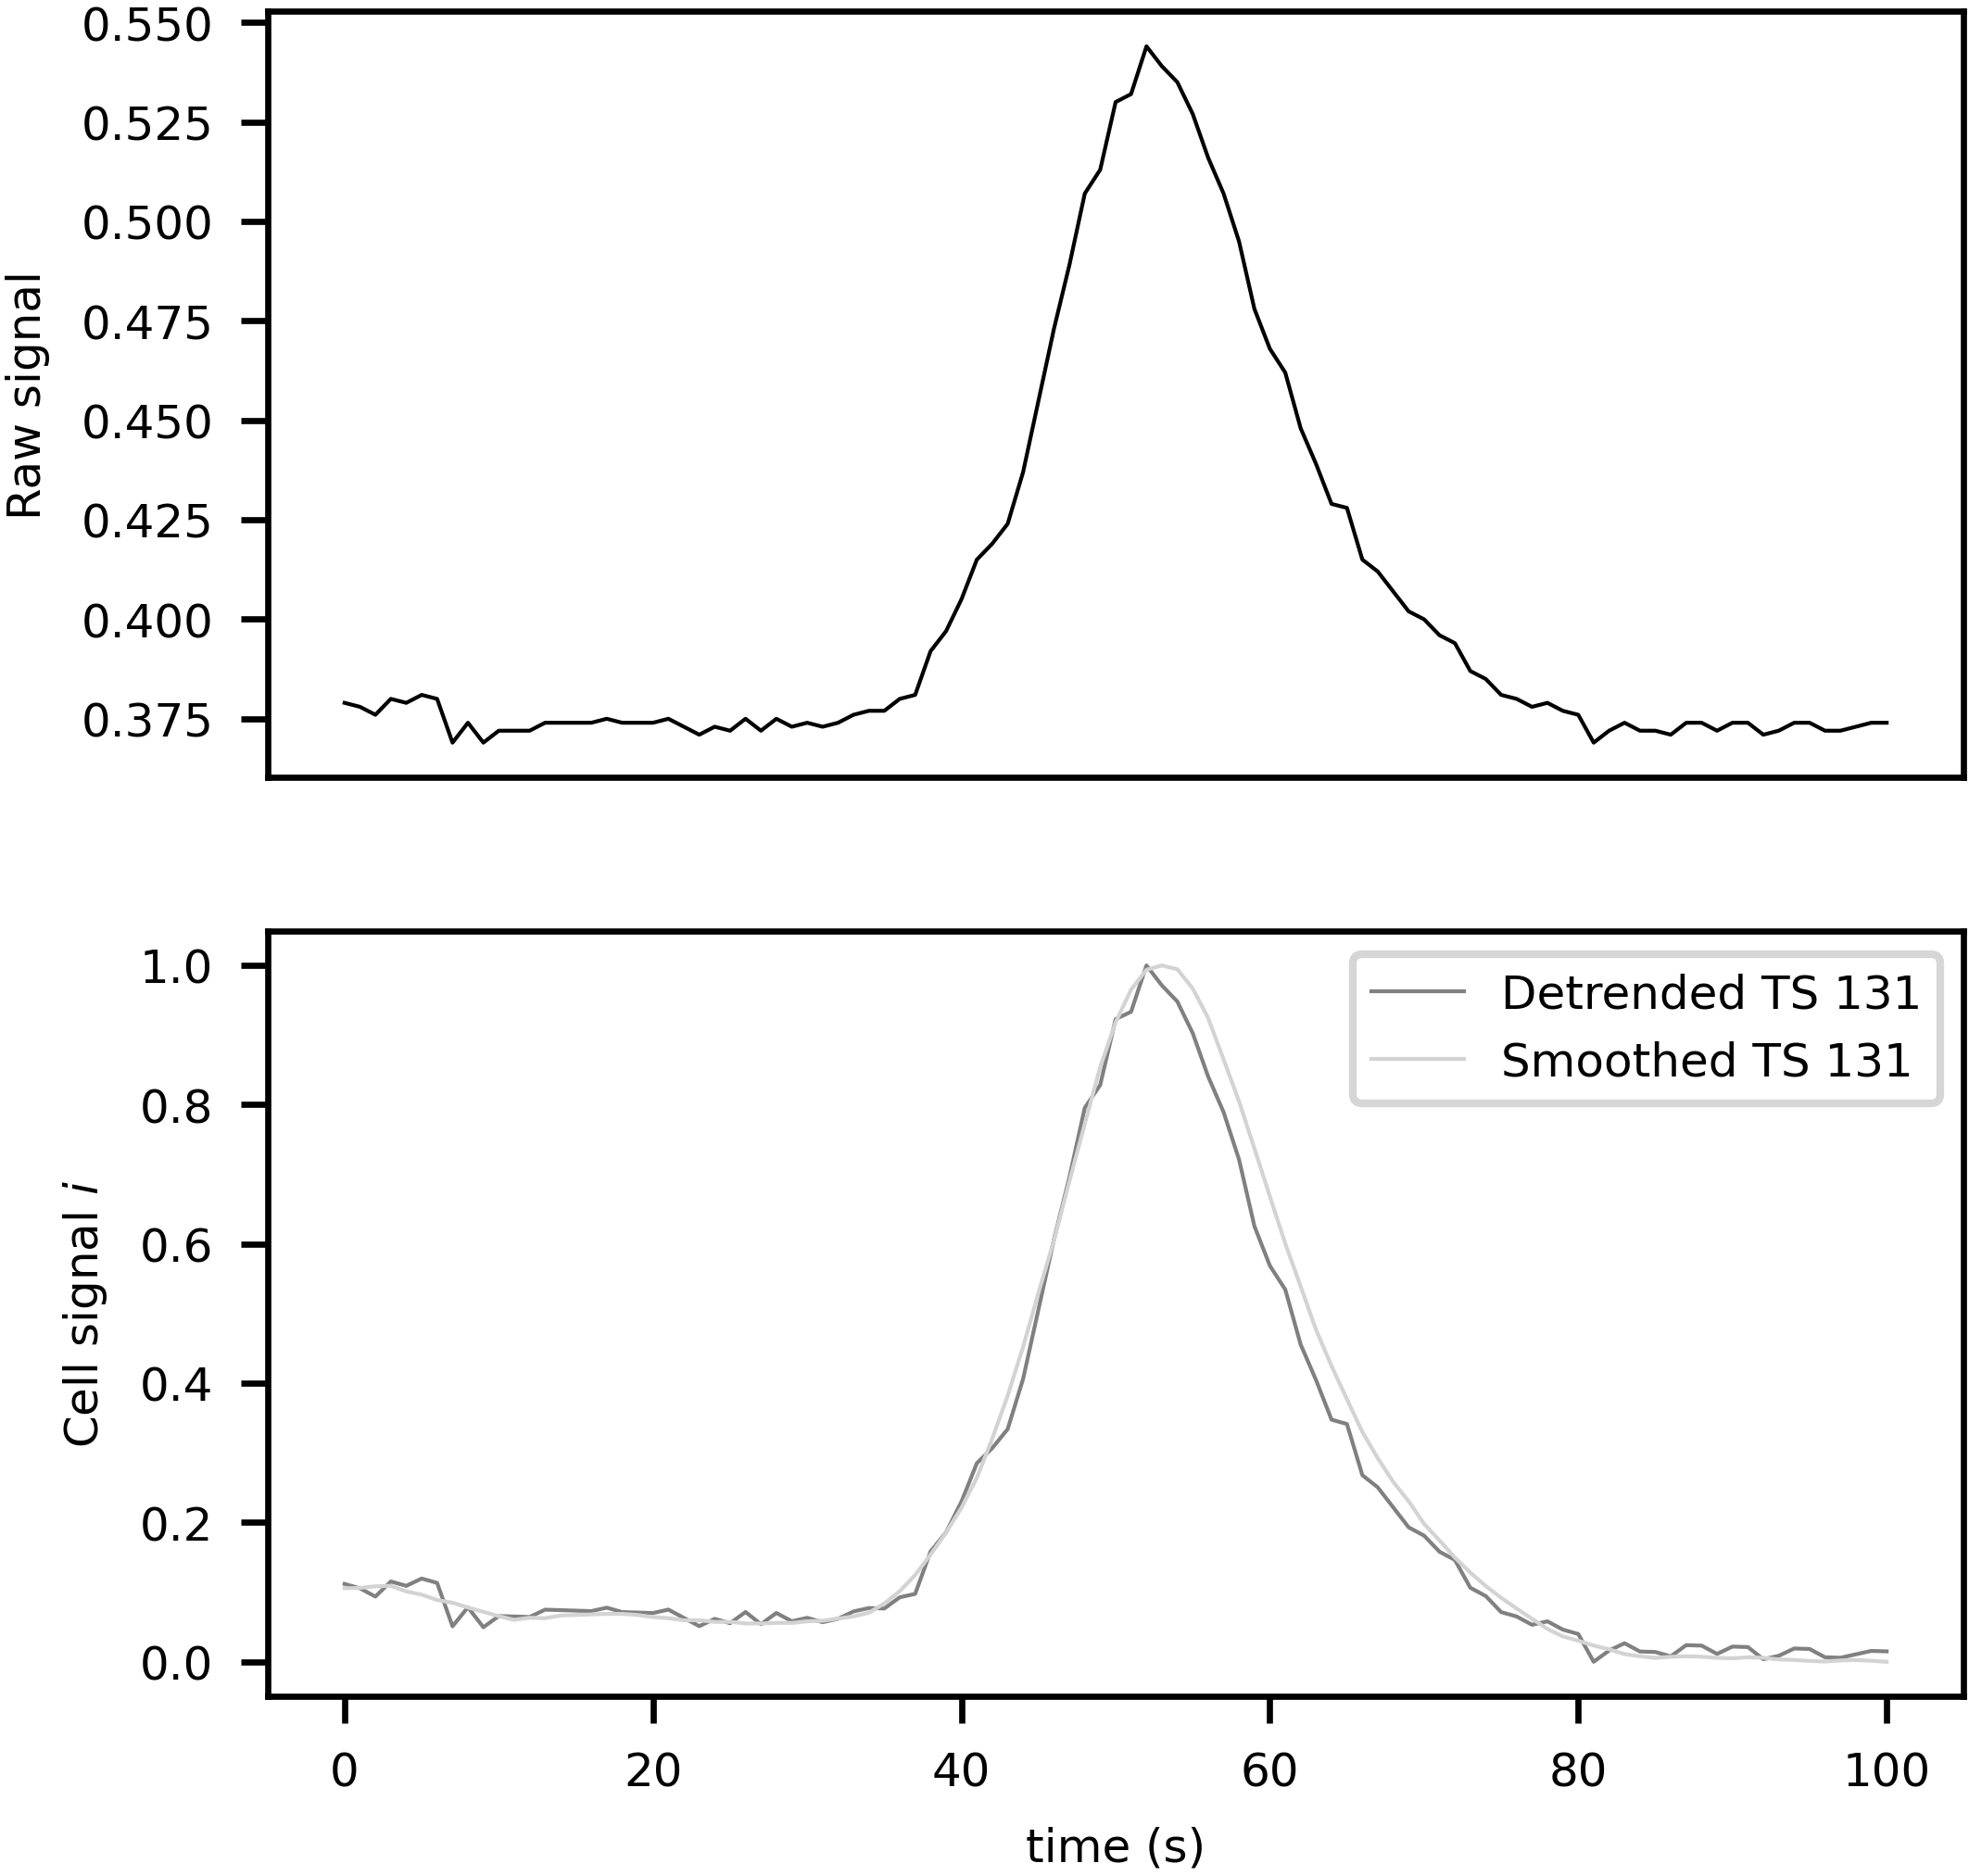 0.550
0.525
0.500
0.475
0.450
0.425
0.400
0.375
Raw signal
1.0
0.8
0.6
0.4
0.2
0.0
Cell signal i
Detrended TS 131
Smoothed TS 131
0 20 40 60 80 100
time (s)